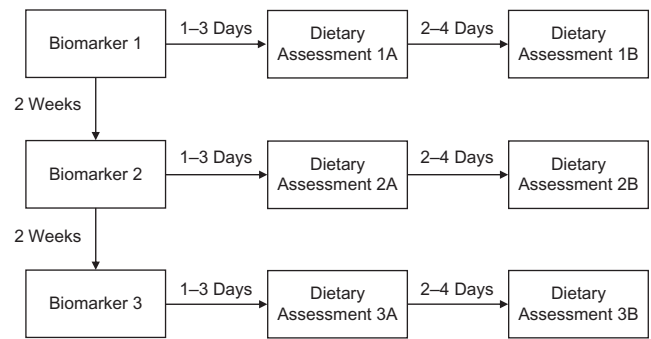 Biomarker 1
1–3 Days
Dietary
Assessment 1A
2–4 Days
Dietary
Assessment 1B
2 Weeks
Biomarker 2
1–3 Days
Dietary
Assessment 2A
2–4 Days
Dietary
Assessment 2B
2 Weeks
Biomarker 3
1–3 Days
Dietary
Assessment 3A
2–4 Days
Dietary
Assessment 3B